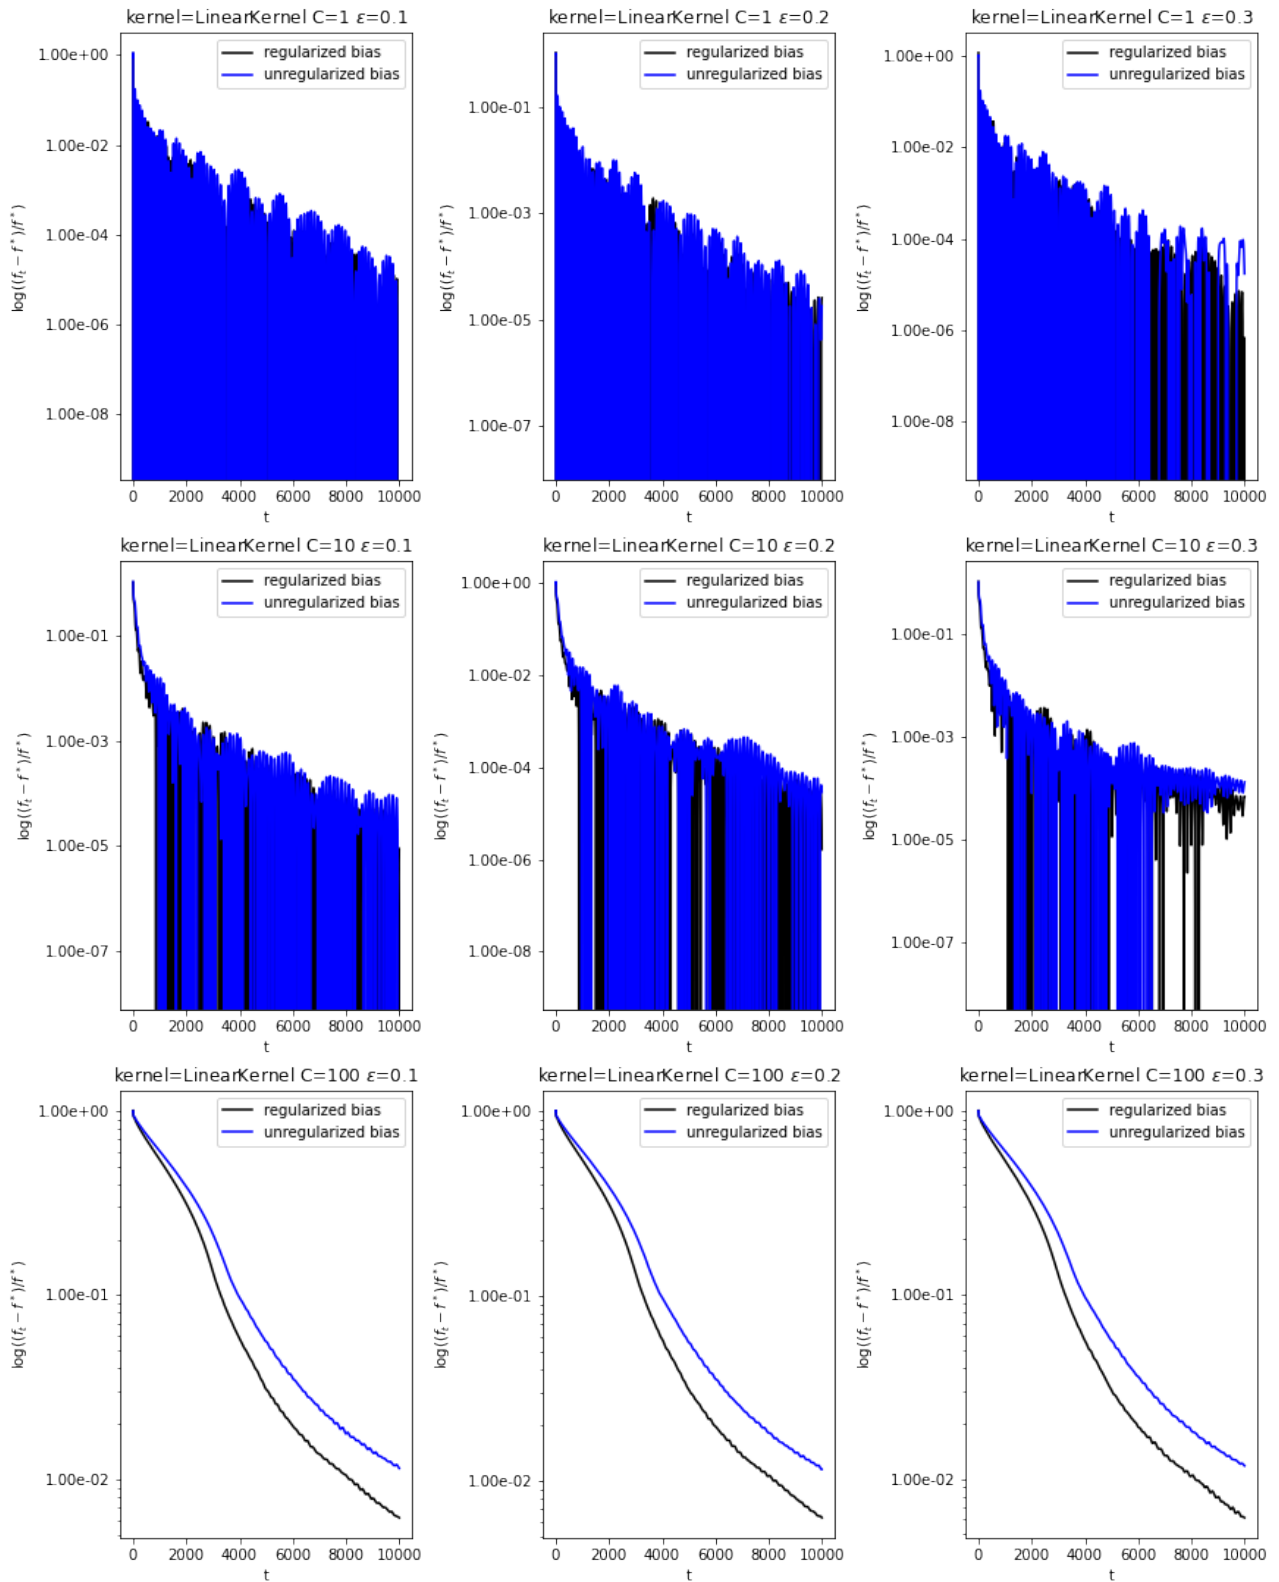 kernel=LinearKernel C=1 ε=0.1
1.00e+00
1.00e-02
1.00e-04
1.00e-06
1.00e-08
log((f_t − f*)/f*)
regularized bias
unregularized bias
0 2000 4000 6000 8000 10000
t
kernel=LinearKernel C=1 ε=0.2
1.00e-01
1.00e-03
1.00e-05
1.00e-07
log((f_t − f*)/f*)
regularized bias
unregularized bias
0 2000 4000 6000 8000 10000
t
kernel=LinearKernel C=1 ε=0.3
1.00e+00
1.00e-02
1.00e-04
1.00e-06
1.00e-08
log((f_t − f*)/f*)
regularized bias
unregularized bias
0 2000 4000 6000 8000 10000
t
kernel=LinearKernel C=10 ε=0.1
1.00e-01
1.00e-03
1.00e-05
1.00e-07
log((f_t − f*)/f*)
regularized bias
unregularized bias
0 2000 4000 6000 8000 10000
t
kernel=LinearKernel C=10 ε=0.2
1.00e+00
1.00e-02
1.00e-04
1.00e-06
1.00e-08
log((f_t − f*)/f*)
regularized bias
unregularized bias
0 2000 4000 6000 8000 10000
t
kernel=LinearKernel C=10 ε=0.3
1.00e-01
1.00e-03
1.00e-05
1.00e-07
log((f_t − f*)/f*)
regularized bias
unregularized bias
0 2000 4000 6000 8000 10000
t
kernel=LinearKernel C=100 ε=0.1
1.00e+00
1.00e-01
1.00e-02
log((f_t − f*)/f*)
regularized bias
unregularized bias
0 2000 4000 6000 8000 10000
t
kernel=LinearKernel C=100 ε=0.2
1.00e+00
1.00e-01
1.00e-02
log((f_t − f*)/f*)
regularized bias
unregularized bias
0 2000 4000 6000 8000 10000
t
kernel=LinearKernel C=100 ε=0.3
1.00e+00
1.00e-01
1.00e-02
log((f_t − f*)/f*)
regularized bias
unregularized bias
0 2000 4000 6000 8000 10000
t